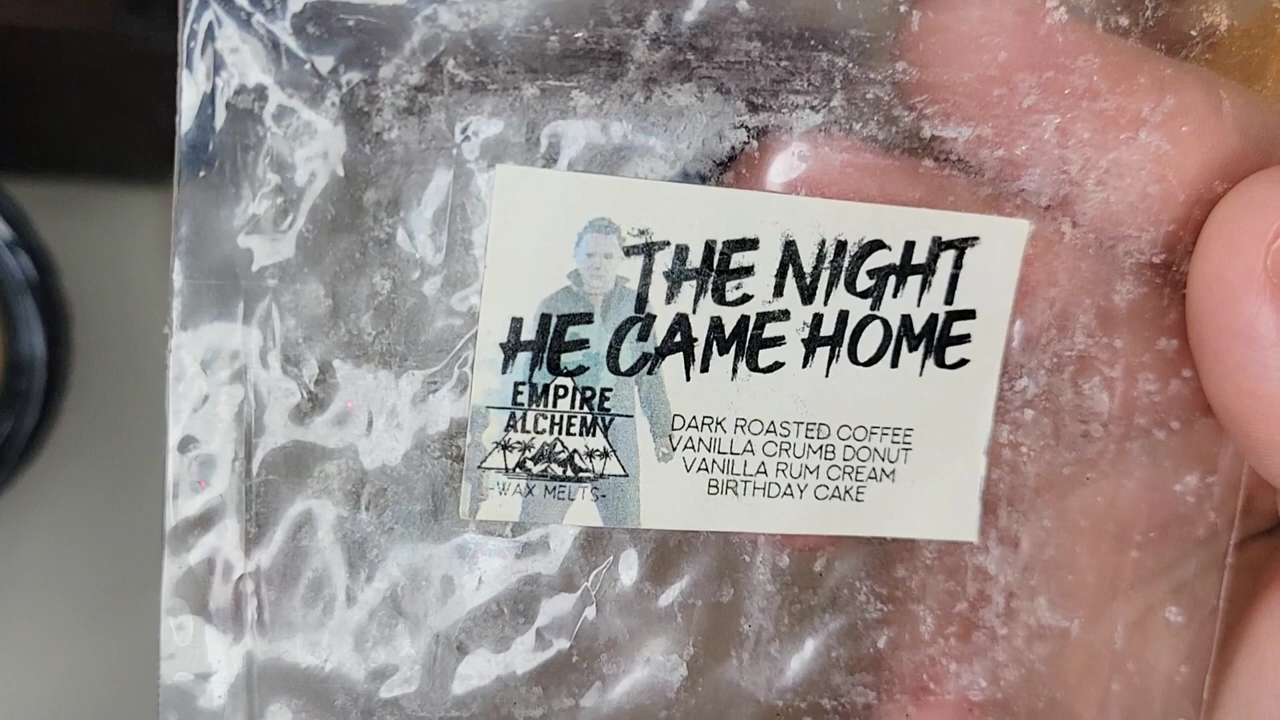 THE NIGHT
HE CAME HOME
EMPIRE
ALCHEMY
-WAX MELTS-
DARK ROASTED COFFEE
VANILLA CRUMB DONUT
VANILLA RUM CREAM
BIRTHDAY CAKE